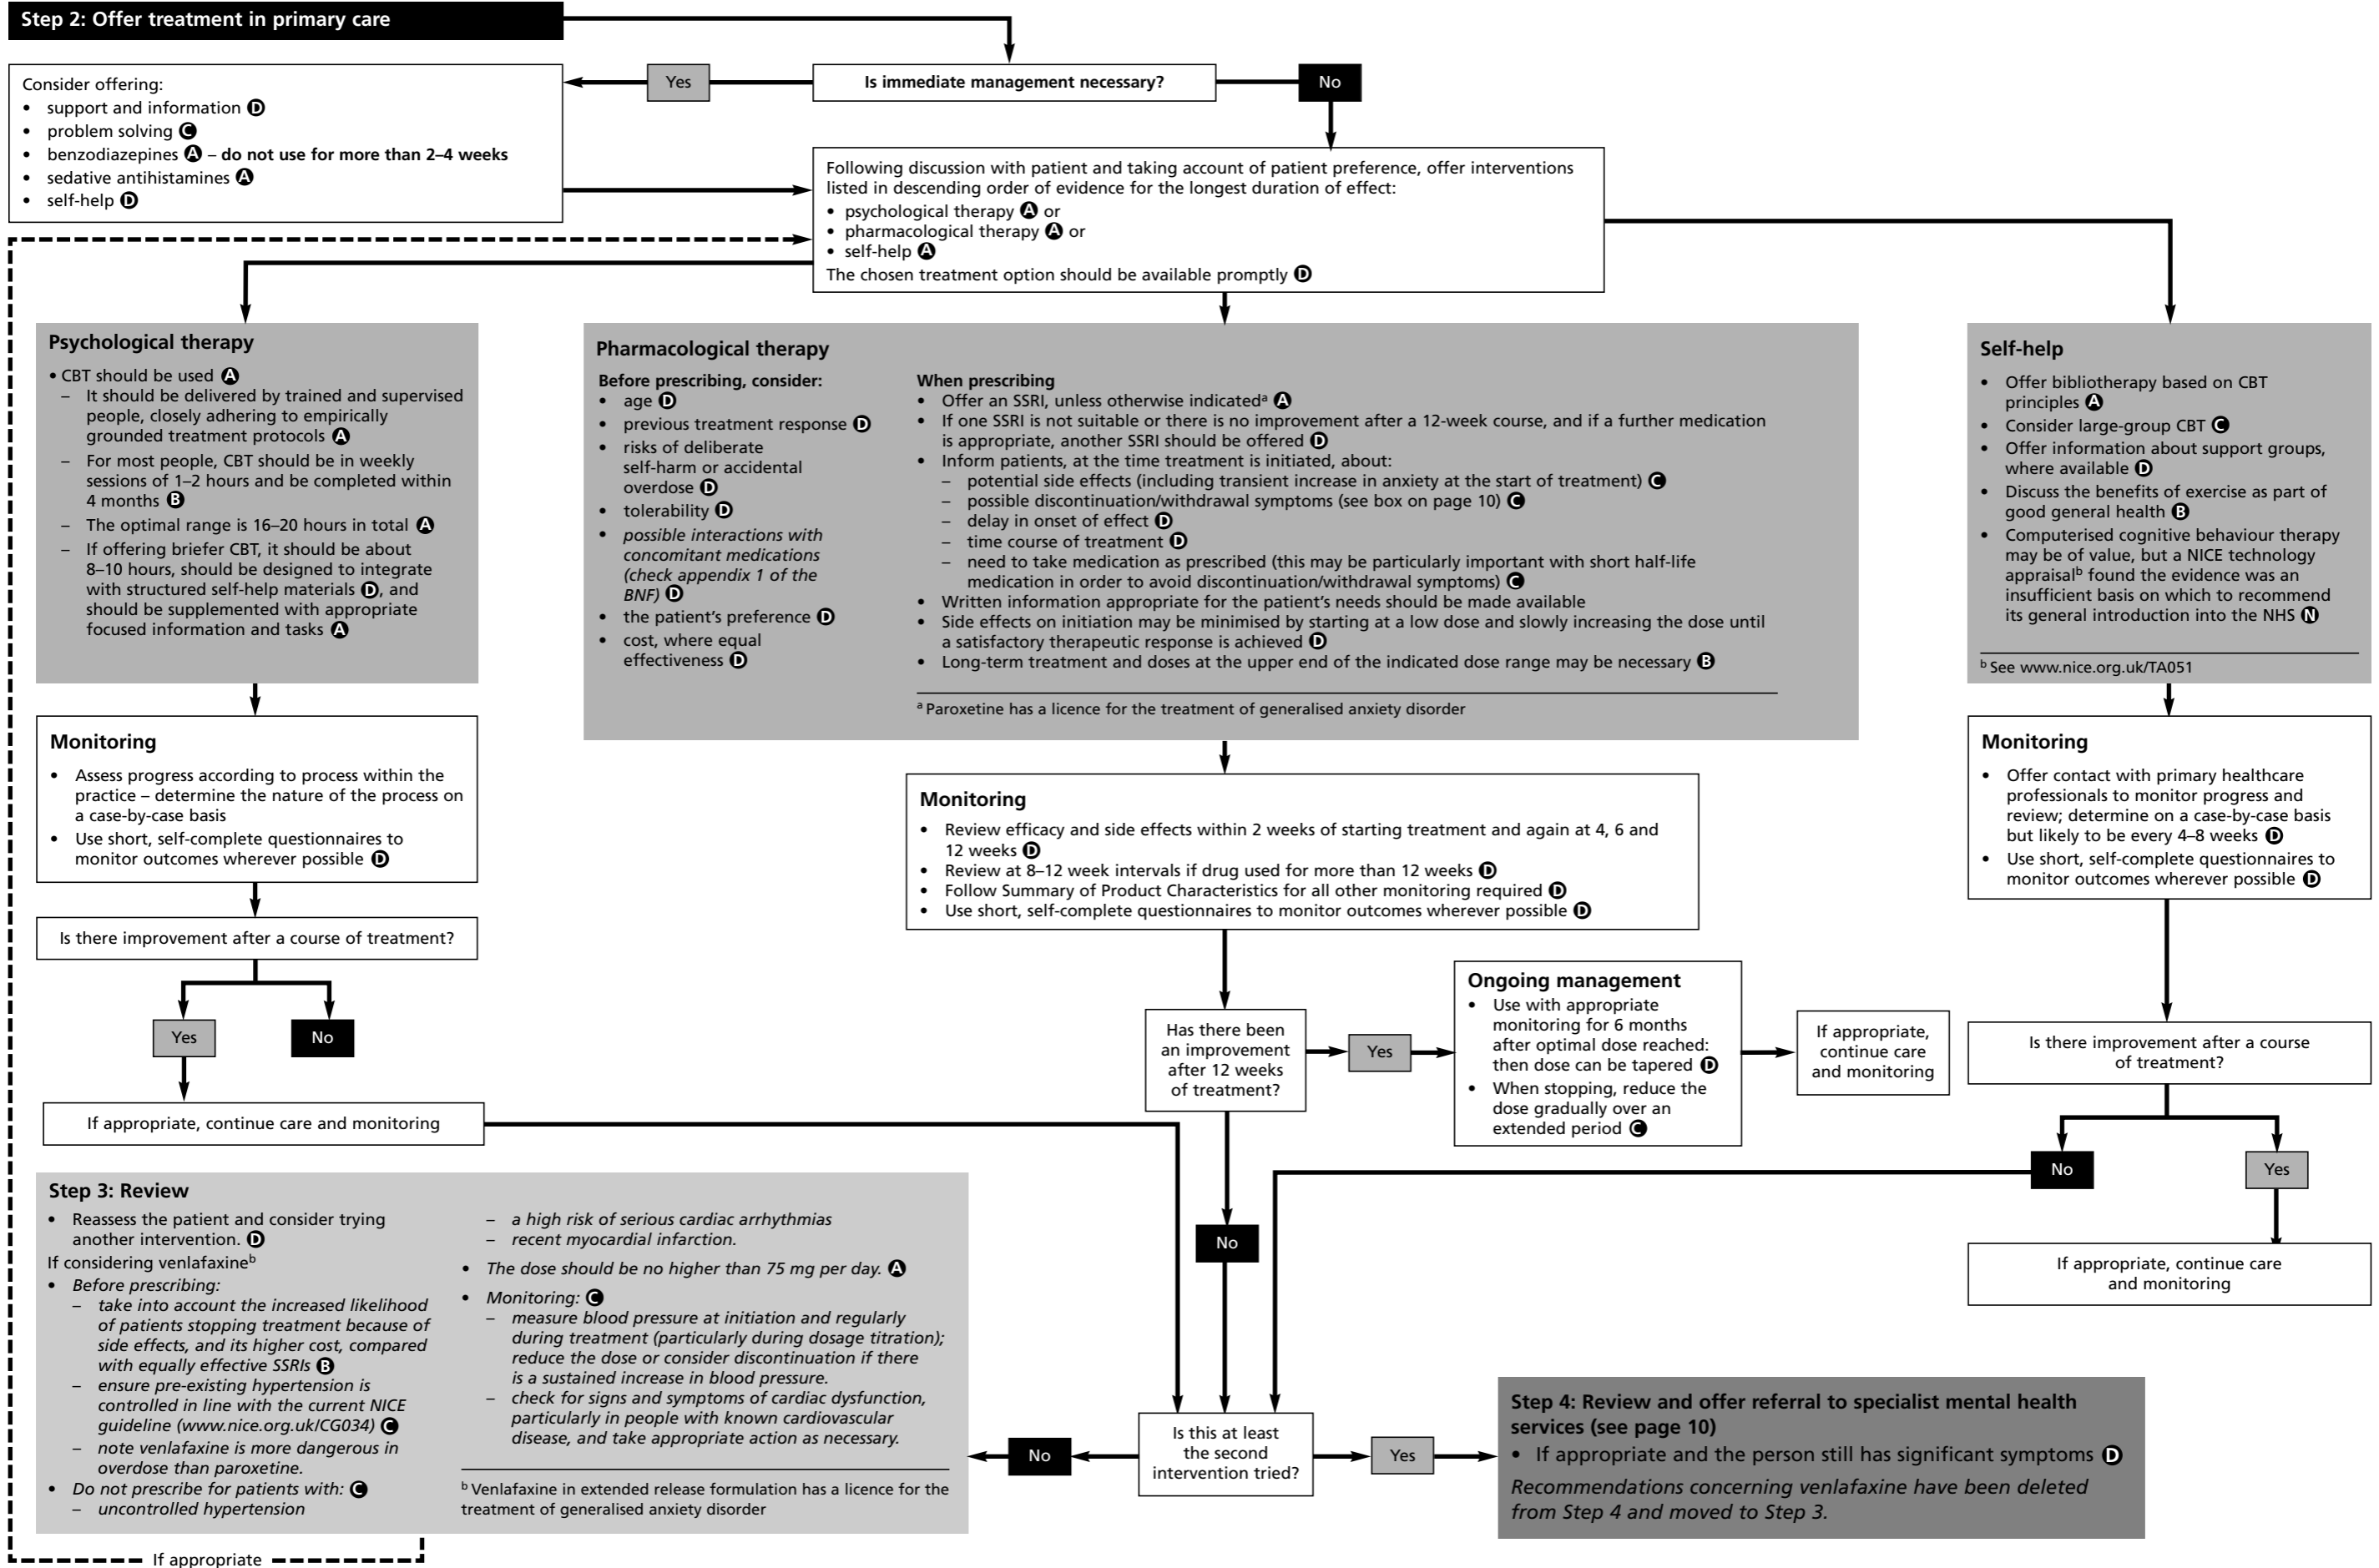 Step 2: Offer treatment in primary care
Is immediate management necessary?
Yes
No
Consider offering:
• support and information D
• problem solving C
• benzodiazepines A – do not use for more than 2–4 weeks
• sedative antihistamines A
• self-help D
Following discussion with patient and taking account of patient preference, offer interventions
listed in descending order of evidence for the longest duration of effect:
• psychological therapy A or
• pharmacological therapy A or
• self-help A
The chosen treatment option should be available promptly D
Psychological therapy
• CBT should be used A
– It should be delivered by trained and supervised
people, closely adhering to empirically
grounded treatment protocols A
– For most people, CBT should be in weekly
sessions of 1–2 hours and be completed within
4 months B
– The optimal range is 16–20 hours in total A
– If offering briefer CBT, it should be about
8–10 hours, should be designed to integrate
with structured self-help materials D, and
should be supplemented with appropriate
focused information and tasks A
Pharmacological therapy
Before prescribing, consider:
• age D
• previous treatment response D
• risks of deliberate
self-harm or accidental
overdose D
• tolerability D
• possible interactions with
concomitant medications
(check appendix 1 of the
BNF) D
• the patient's preference D
• cost, where equal
effectiveness D
When prescribing
• Offer an SSRI, unless otherwise indicatedᵃ A
• If one SSRI is not suitable or there is no improvement after a 12-week course, and if a further medication
is appropriate, another SSRI should be offered D
• Inform patients, at the time treatment is initiated, about:
– potential side effects (including transient increase in anxiety at the start of treatment) C
– possible discontinuation/withdrawal symptoms (see box on page 10) C
– delay in onset of effect D
– time course of treatment D
– need to take medication as prescribed (this may be particularly important with short half-life
medication in order to avoid discontinuation/withdrawal symptoms) C
• Written information appropriate for the patient's needs should be made available
• Side effects on initiation may be minimised by starting at a low dose and slowly increasing the dose until
a satisfactory therapeutic response is achieved D
• Long-term treatment and doses at the upper end of the indicated dose range may be necessary B
ᵃ Paroxetine has a licence for the treatment of generalised anxiety disorder
Self-help
• Offer bibliotherapy based on CBT
principles A
• Consider large-group CBT C
• Offer information about support groups,
where available D
• Discuss the benefits of exercise as part of
good general health B
• Computerised cognitive behaviour therapy
may be of value, but a NICE technology
appraisalᵇ found the evidence was an
insufficient basis on which to recommend
its general introduction into the NHS N
ᵇ See www.nice.org.uk/TA051
Monitoring
• Assess progress according to process within the
practice – determine the nature of the process on
a case-by-case basis
• Use short, self-complete questionnaires to
monitor outcomes wherever possible D
Is there improvement after a course of treatment?
Yes
No
If appropriate, continue care and monitoring
Monitoring
• Review efficacy and side effects within 2 weeks of starting treatment and again at 4, 6 and
12 weeks D
• Review at 8–12 week intervals if drug used for more than 12 weeks D
• Follow Summary of Product Characteristics for all other monitoring required D
• Use short, self-complete questionnaires to monitor outcomes wherever possible D
Has there been
an improvement
after 12 weeks
of treatment?
Yes
Ongoing management
• Use with appropriate
monitoring for 6 months
after optimal dose reached:
then dose can be tapered D
• When stopping, reduce the
dose gradually over an
extended period C
If appropriate,
continue care
and monitoring
No
Monitoring
• Offer contact with primary healthcare
professionals to monitor progress and
review; determine on a case-by-case basis
but likely to be every 4–8 weeks D
• Use short, self-complete questionnaires to
monitor outcomes wherever possible D
Is there improvement after a course
of treatment?
No
Yes
If appropriate, continue care
and monitoring
Step 3: Review
• Reassess the patient and consider trying
another intervention. D
If considering venlafaxineᵇ
• Before prescribing:
– take into account the increased likelihood
of patients stopping treatment because of
side effects, and its higher cost, compared
with equally effective SSRIs B
– ensure pre-existing hypertension is
controlled in line with the current NICE
guideline (www.nice.org.uk/CG034) C
– note venlafaxine is more dangerous in
overdose than paroxetine.
• Do not prescribe for patients with: C
– uncontrolled hypertension
– a high risk of serious cardiac arrhythmias
– recent myocardial infarction.
• The dose should be no higher than 75 mg per day. A
• Monitoring: C
– measure blood pressure at initiation and regularly
during treatment (particularly during dosage titration);
reduce the dose or consider discontinuation if there
is a sustained increase in blood pressure.
– check for signs and symptoms of cardiac dysfunction,
particularly in people with known cardiovascular
disease, and take appropriate action as necessary.
ᵇ Venlafaxine in extended release formulation has a licence for the
treatment of generalised anxiety disorder
If appropriate
No
Is this at least
the second
intervention tried?
Yes
Step 4: Review and offer referral to specialist mental health
services (see page 10)
• If appropriate and the person still has significant symptoms D
Recommendations concerning venlafaxine have been deleted
from Step 4 and moved to Step 3.